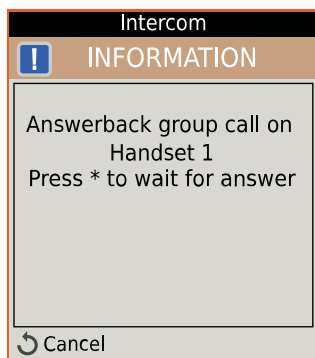 Intercom
! INFORMATION
Answerback group call on
Handset 1
Press * to wait for answer
Cancel